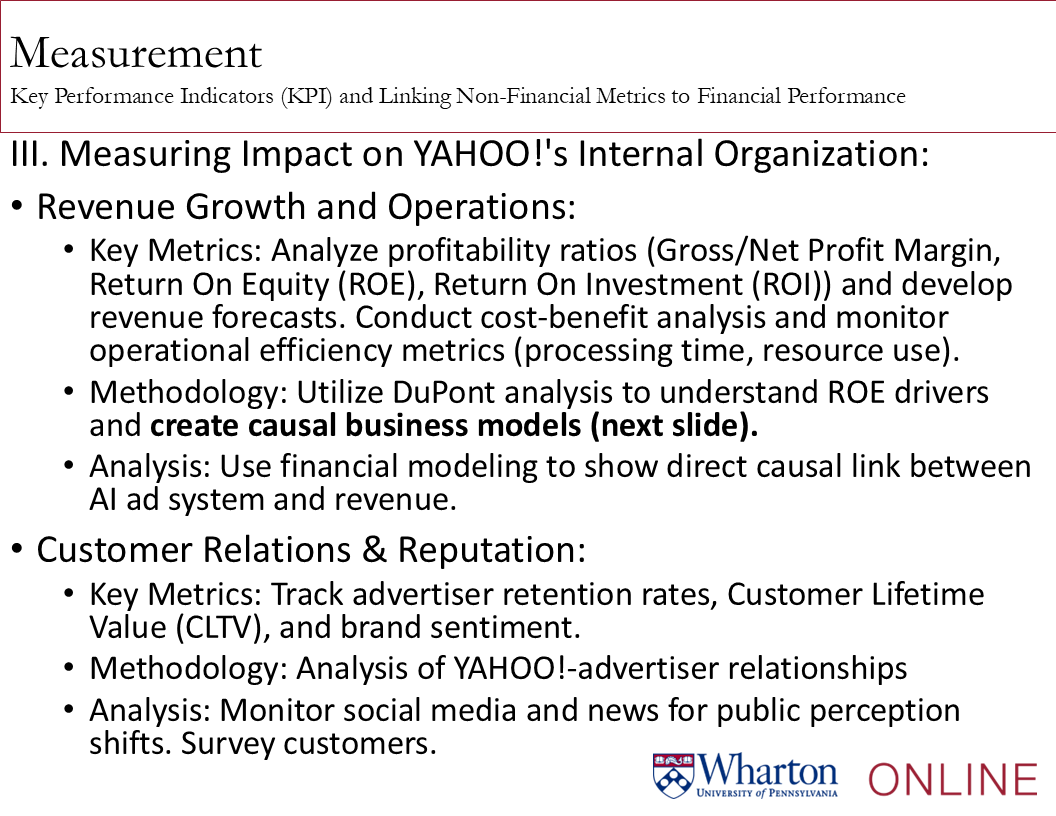 Measurement
Key Performance Indicators (KPI) and Linking Non-Financial Metrics to Financial Performance
III. Measuring Impact on YAHOO!'s Internal Organization:
• Revenue Growth and Operations:
• Key Metrics: Analyze profitability ratios (Gross/Net Profit Margin,
Return On Equity (ROE), Return On Investment (ROI)) and develop
revenue forecasts. Conduct cost-benefit analysis and monitor
operational efficiency metrics (processing time, resource use).
• Methodology: Utilize DuPont analysis to understand ROE drivers
and create causal business models (next slide).
• Analysis: Use financial modeling to show direct causal link between
AI ad system and revenue.
• Customer Relations & Reputation:
• Key Metrics: Track advertiser retention rates, Customer Lifetime
Value (CLTV), and brand sentiment.
• Methodology: Analysis of YAHOO!-advertiser relationships
• Analysis: Monitor social media and news for public perception
shifts. Survey customers.
Wharton ONLINE
UNIVERSITY of PENNSYLVANIA